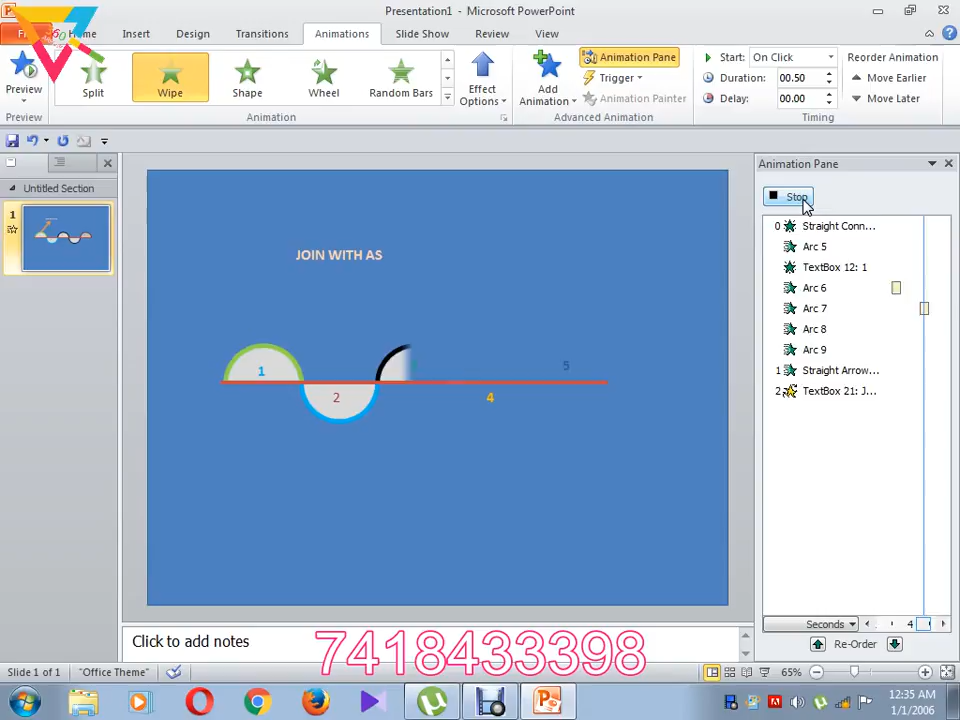 Presentation1 - Microsoft PowerPoint
Home Insert Design Transitions Animations Slide Show Review View
Preview
Split
Wipe
Shape
Wheel
Random Bars
Effect
Options
Add
Animation
Animation Pane
Trigger
Animation Painter
Start: On Click
Duration: 00.50
Delay: 00.00
Reorder Animation
Move Earlier
Move Later
Preview
Animation
Advanced Animation
Timing
Untitled Section
1
JOIN WITH AS
1
2
4
5
Animation Pane
Stop
0 Straight Conn...
Arc 5
TextBox 12: 1
Arc 6
Arc 7
Arc 8
Arc 9
1 Straight Arrow...
2 TextBox 21: J...
Seconds 4
Re-Order
Click to add notes
7418433398
Slide 1 of 1 "Office Theme" 65%
12:35 AM
1/1/2006